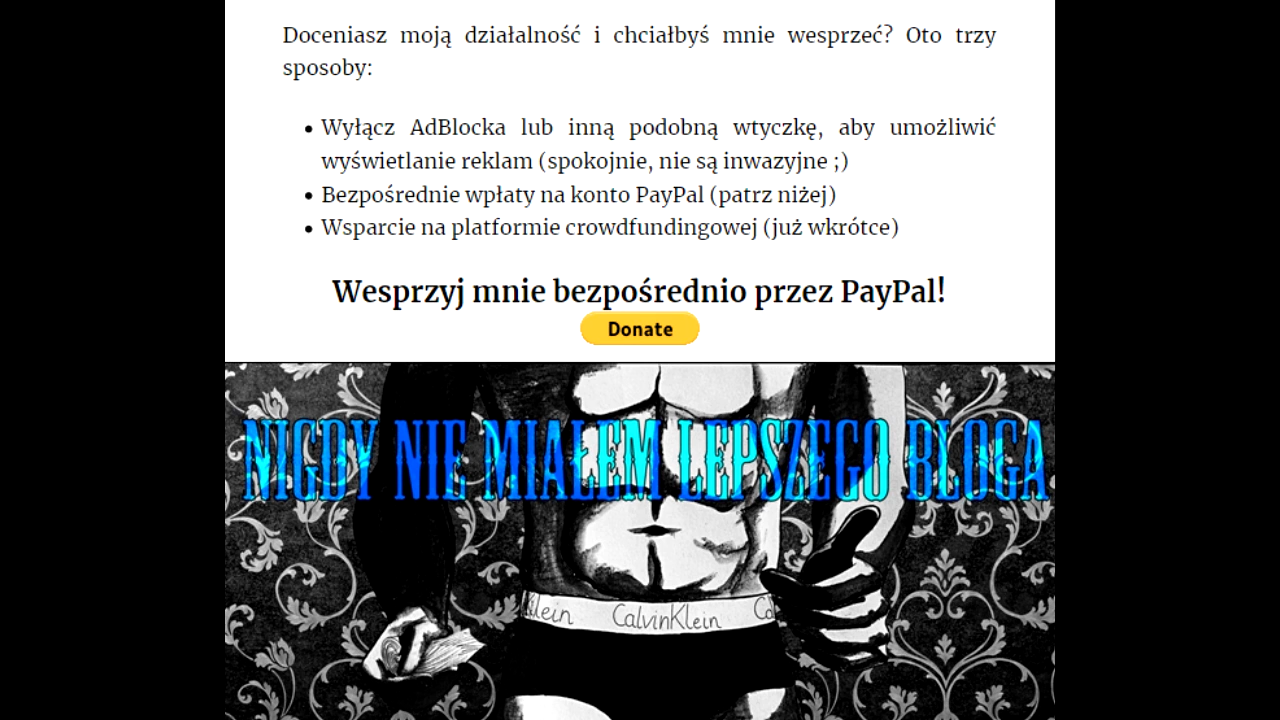 Doceniasz moją działalność i chciałbyś mnie wesprzeć? Oto trzy
sposoby:
• Wyłącz AdBlocka lub inną podobną wtyczkę, aby umożliwić
wyświetlanie reklam (spokojnie, nie są inwazyjne ;)
• Bezpośrednie wpłaty na konto PayPal (patrz niżej)
• Wsparcie na platformie crowdfundingowej (już wkrótce)
Wesprzyj mnie bezpośrednio przez PayPal!
Donate
NIGDY NIE MIAŁEM LEPSZEGO BLOGA
Klein CalvinKlein Ca